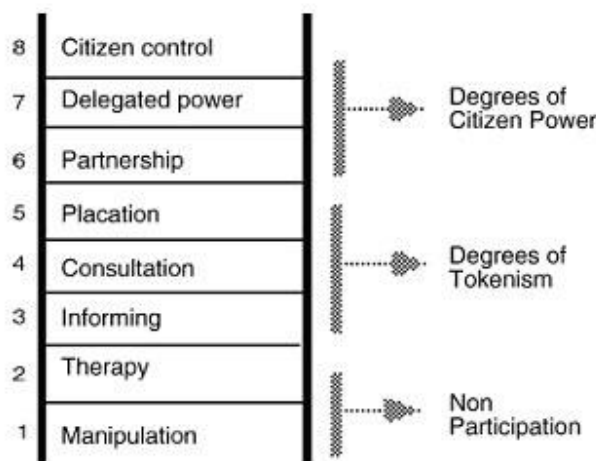 8 Citizen control
7 Delegated power
6 Partnership
5 Placation
4 Consultation
3 Informing
2 Therapy
1 Manipulation
Degrees of
Citizen Power
Degrees of
Tokenism
Non
Participation